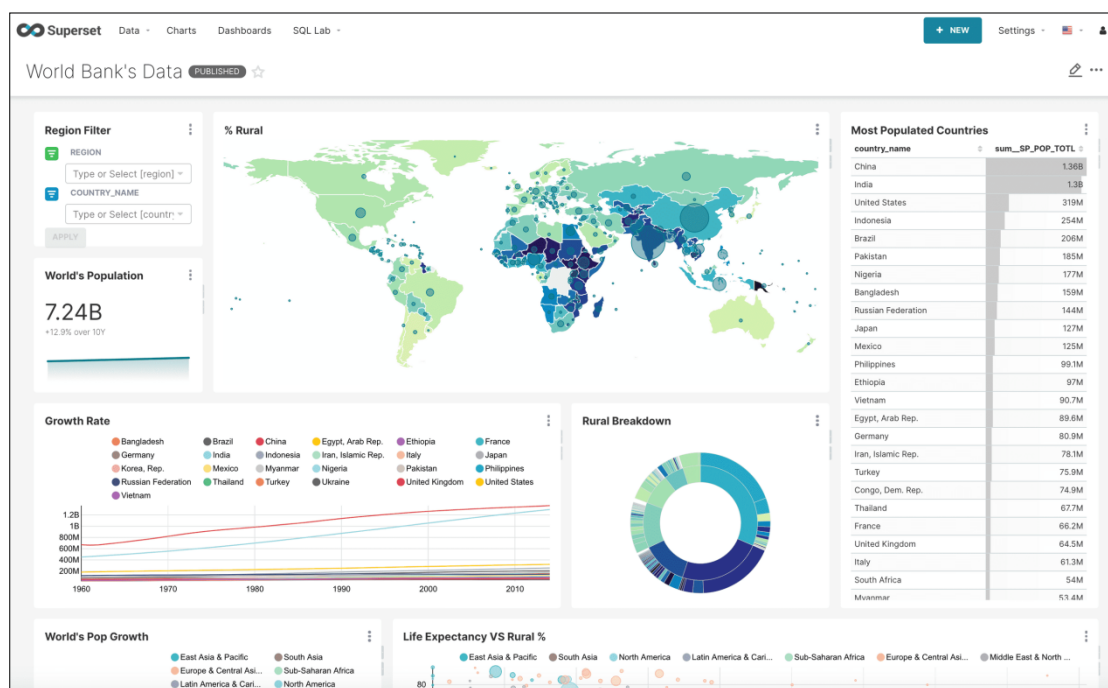 Superset Data Charts Dashboards SQL Lab + NEW Settings
World Bank's Data PUBLISHED
Region Filter
REGION
Type or Select [region]
COUNTRY_NAME
Type or Select [country
APPLY
World's Population
7.24B
+12.9% over 10Y
% Rural
Most Populated Countries
country_name sum__SP_POP_TOTL
China 1.36B
India 1.3B
United States 319M
Indonesia 254M
Brazil 206M
Pakistan 185M
Nigeria 177M
Bangladesh 159M
Russian Federation 144M
Japan 127M
Mexico 125M
Philippines 99.1M
Ethiopia 97M
Vietnam 90.7M
Egypt, Arab Rep. 89.6M
Germany 80.9M
Iran, Islamic Rep. 78.1M
Turkey 75.9M
Congo, Dem. Rep. 74.9M
Thailand 67.7M
France 66.2M
United Kingdom 64.5M
Italy 61.3M
South Africa 54M
Myanmar 53.4M
Growth Rate
Bangladesh Brazil China Egypt, Arab Rep. Ethiopia France
Germany India Indonesia Iran, Islamic Rep. Italy Japan
Korea, Rep. Mexico Myanmar Nigeria Pakistan Philippines
Russian Federation Thailand Turkey Ukraine United Kingdom United States
Vietnam
1.2B
1B
800M
600M
400M
200M
1960 1970 1980 1990 2000 2010
Rural Breakdown
World's Pop Growth
East Asia & Pacific South Asia
Europe & Central Asi... Sub-Saharan Africa
Latin America & Cari... North America
Life Expectancy VS Rural %
East Asia & Pacific South Asia North America Latin America & Cari... Sub-Saharan Africa Europe & Central Asi... Middle East & North ...
80